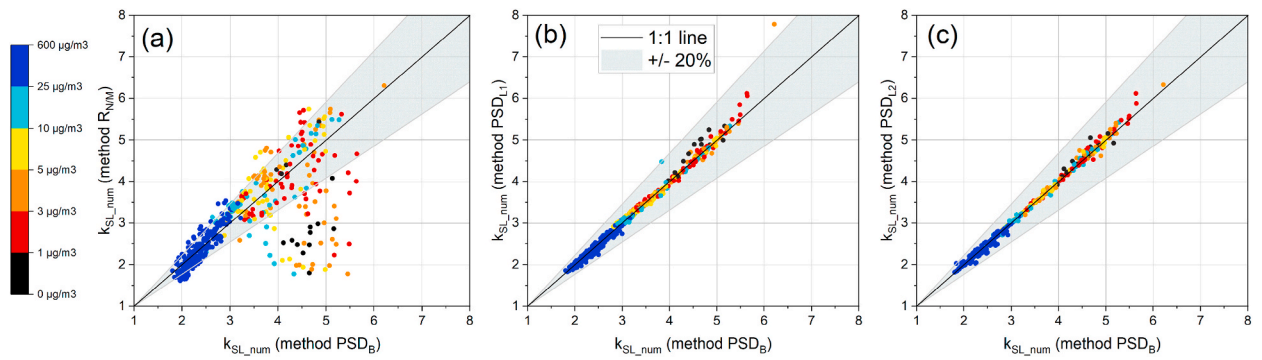 600 µg/m3
25 µg/m3
10 µg/m3
5 µg/m3
3 µg/m3
1 µg/m3
0 µg/m3
(a)
8
7
6
5
4
3
2
1
k_SL_num (method R_N/M)
1 2 3 4 5 6 7 8
k_SL_num (method PSD_B)
(b)
1:1 line
+/- 20%
8
7
6
5
4
3
2
1
k_SL_num (method PSD_L1)
1 2 3 4 5 6 7 8
k_SL_num (method PSD_B)
(c)
8
7
6
5
4
3
2
1
k_SL_num (method PSD_L2)
1 2 3 4 5 6 7 8
k_SL_num (method PSD_B)